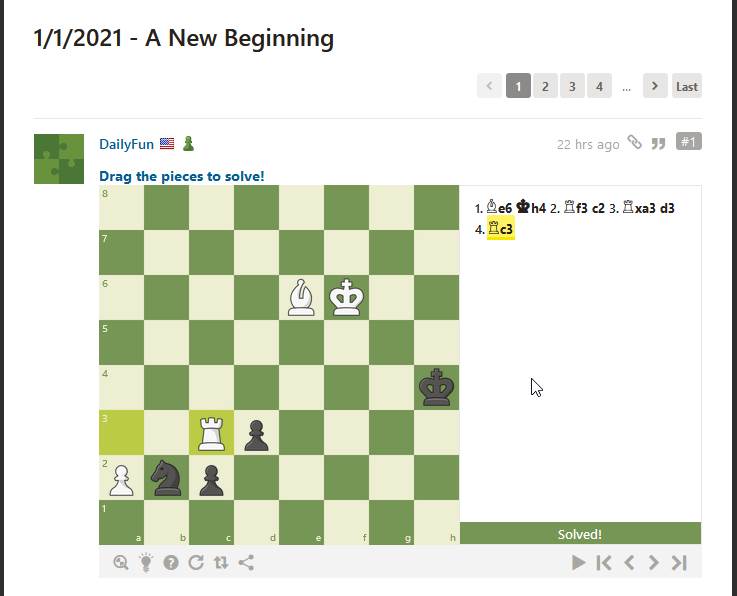 1/1/2021 - A New Beginning
1 2 3 4 ... Last
DailyFun
22 hrs ago #1
Drag the pieces to solve!
1. ♗e6 ♚h4 2. ♖f3 c2 3. ♖xa3 d3
4. ♖c3
8
7
6
5
4
3
2
1
a b c d e f g h
Solved!